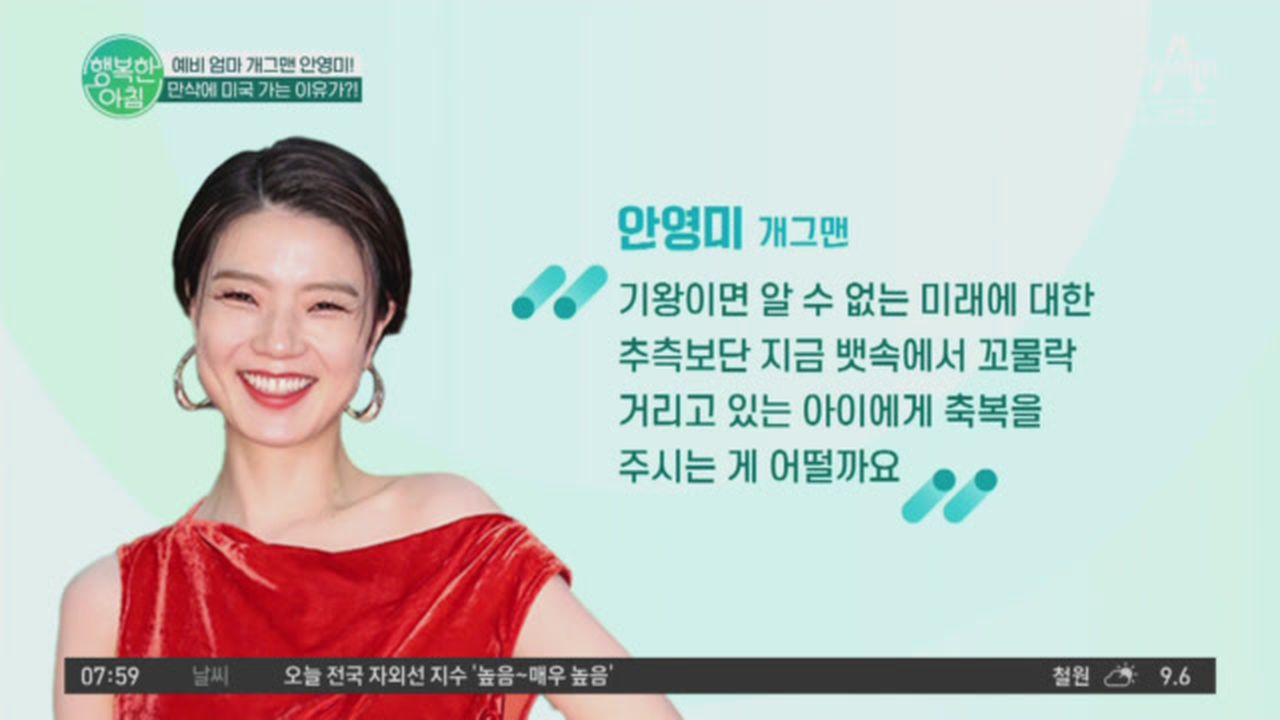 행복한
아침
예비 엄마 개그맨 안영미!
만삭에 미국 가는 이유가?!
안영미 개그맨
기왕이면 알 수 없는 미래에 대한
추측보단 지금 뱃속에서 꼬물락
거리고 있는 아이에게 축복을
주시는 게 어떨까요
07:59 날씨 오늘 전국 자외선 지수 '높음~매우 높음' 철원 9.6